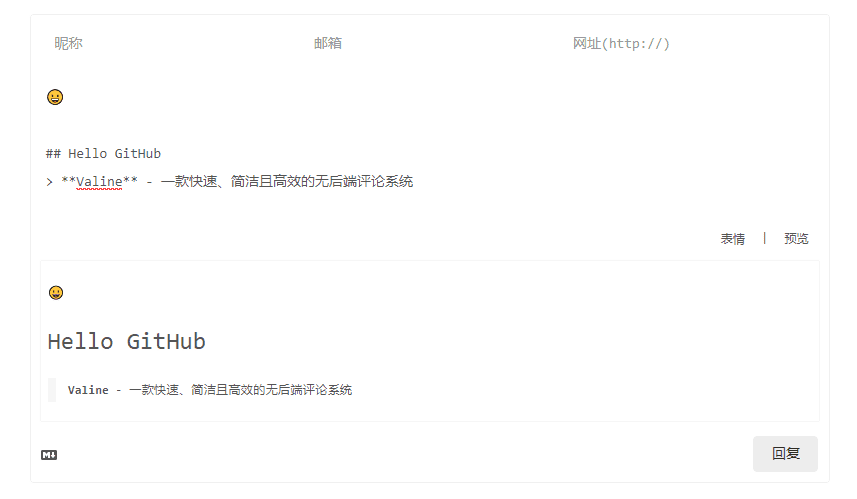 昵称 邮箱 网址(http://)
😀
## Hello GitHub
> **Valine** - 一款快速、简洁且高效的无后端评论系统
表情 | 预览
😀
Hello GitHub
Valine - 一款快速、简洁且高效的无后端评论系统
M↓ 回复